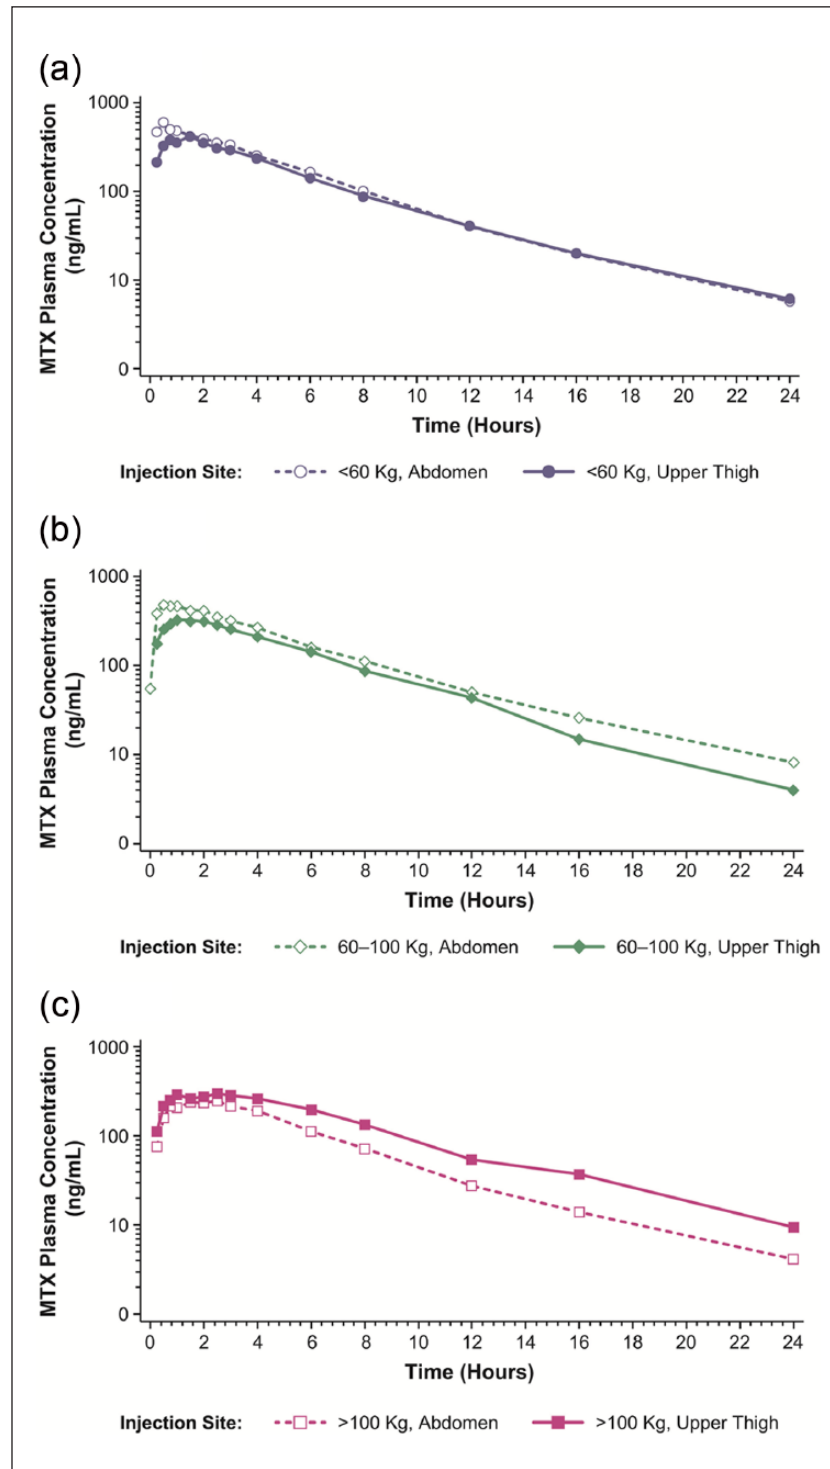 (a)
MTX Plasma Concentration
(ng/mL)
1000
100
10
0
0 2 4 6 8 10 12 14 16 18 20 22 24
Time (Hours)
Injection Site: <60 Kg, Abdomen <60 Kg, Upper Thigh
(b)
MTX Plasma Concentration
(ng/mL)
1000
100
10
0
0 2 4 6 8 10 12 14 16 18 20 22 24
Time (Hours)
Injection Site: 60–100 Kg, Abdomen 60–100 Kg, Upper Thigh
(c)
MTX Plasma Concentration
(ng/mL)
1000
100
10
0
0 2 4 6 8 10 12 14 16 18 20 22 24
Time (Hours)
Injection Site: >100 Kg, Abdomen >100 Kg, Upper Thigh